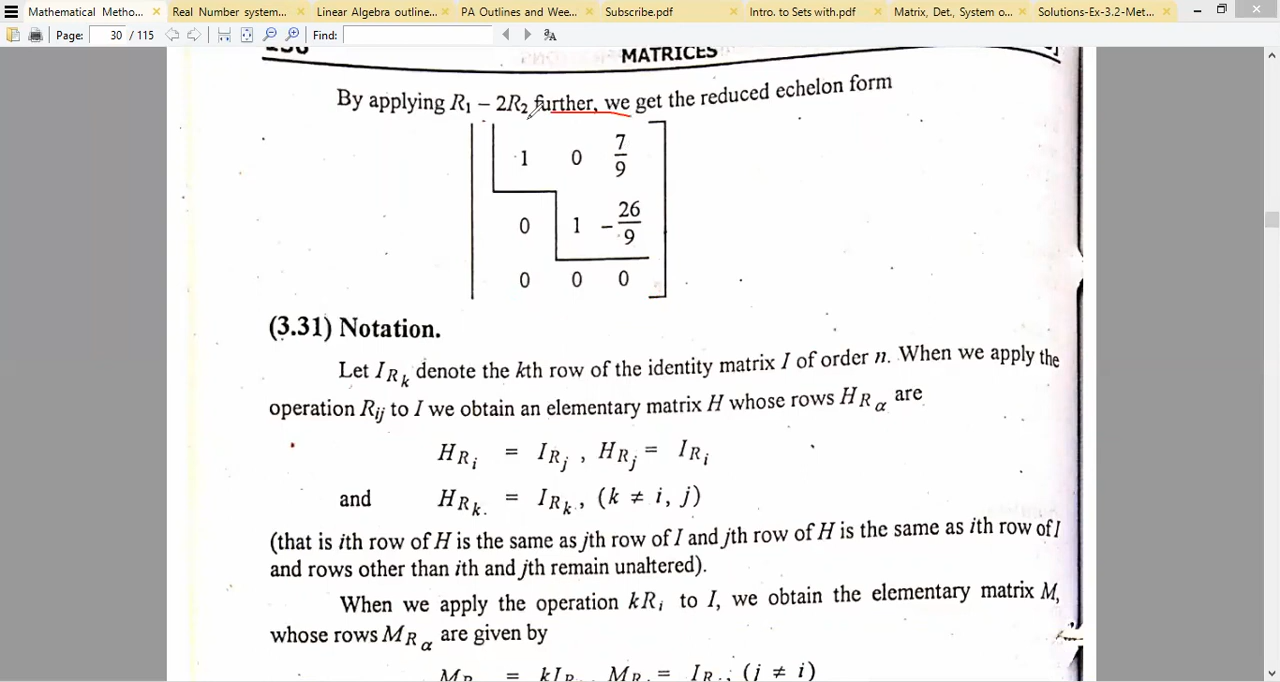 Mathematical Metho... Real Number system... Linear Algebra outline... PA Outlines and Wee... Subscribe.pdf Intro. to Sets with.pdf Matrix, Det., System o... Solutions-Ex-3.2-Met...
Page: 30 / 115 Find:
MATRICES
By applying R₁ – 2R₂ further, we get the reduced echelon form
1 0 7/9
0 1 – 26/9
0 0 0
(3.31) Notation.
Let I_{R_k} denote the kth row of the identity matrix I of order n. When we apply the
operation R_{ij} to I we obtain an elementary matrix H whose rows H_{R_α} are
H_{R_i} = I_{R_j} , H_{R_j} = I_{R_i}
and H_{R_k} = I_{R_k}, (k ≠ i, j)
(that is ith row of H is the same as jth row of I and jth row of H is the same as ith row of I
and rows other than ith and jth remain unaltered).
When we apply the operation kR_i to I, we obtain the elementary matrix M,
whose rows M_{R_α} are given by
= kI = I (j ≠ i)